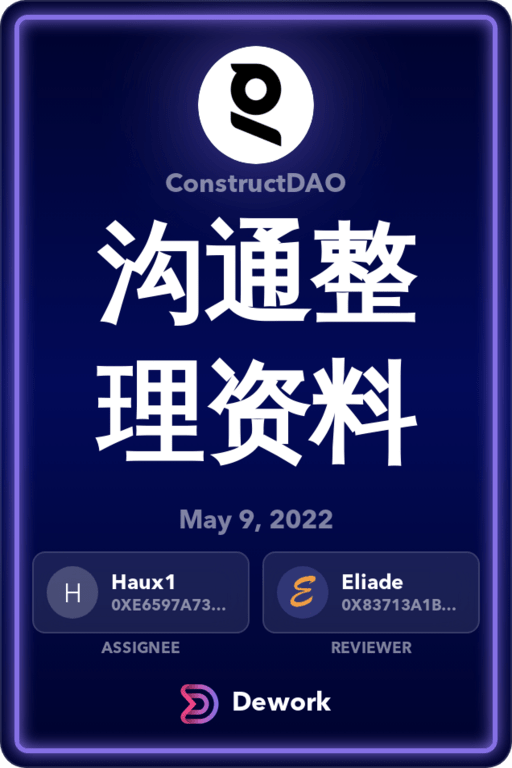 ConstructDAO
沟通整
理资料
May 9, 2022
H
Haux1
0XE6597A73...
E
Eliade
0X83713A1B...
ASSIGNEE
REVIEWER
Dework